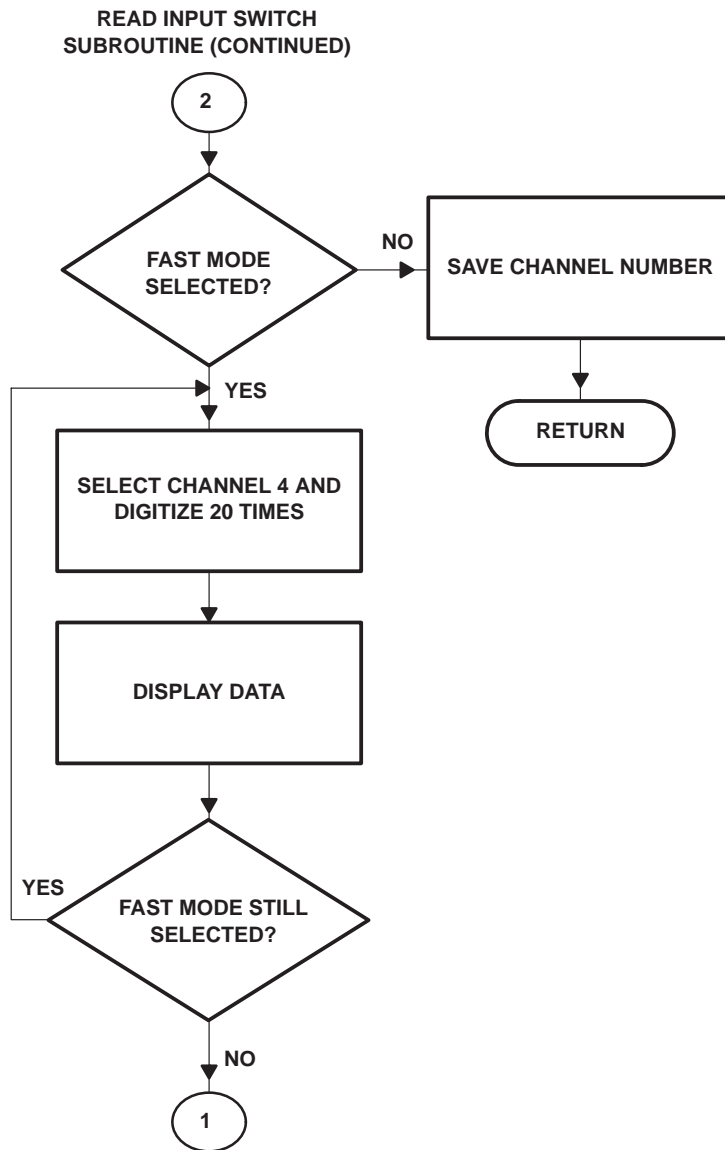 READ INPUT SWITCH
SUBROUTINE (CONTINUED)
2
FAST MODE
SELECTED?
NO
SAVE CHANNEL NUMBER
RETURN
YES
SELECT CHANNEL 4 AND
DIGITIZE 20 TIMES
DISPLAY DATA
YES
FAST MODE STILL
SELECTED?
NO
1